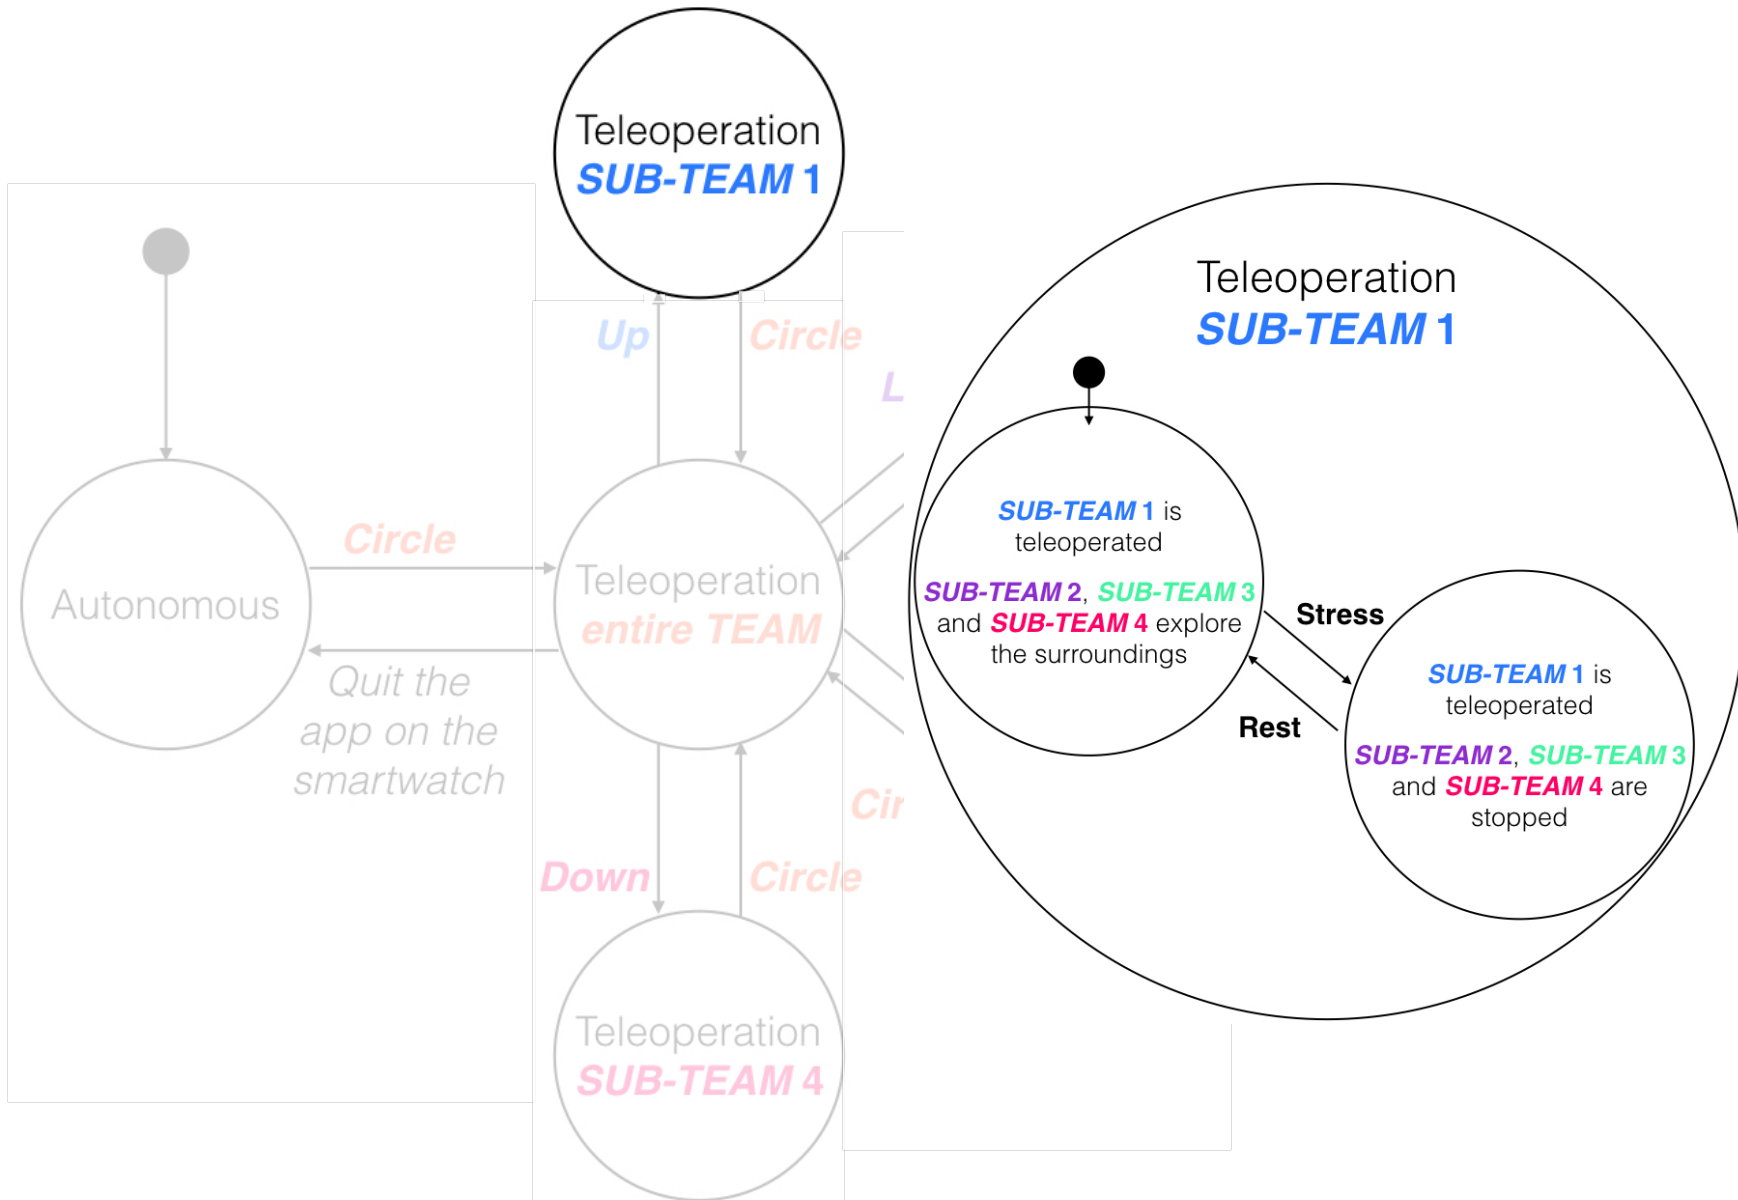 Teleoperation
SUB-TEAM 1
Up
Circle
L
Autonomous
Circle
Quit the
app on the
smartwatch
Teleoperation
entire TEAM
Cir
Down
Circle
Teleoperation
SUB-TEAM 4
Teleoperation
SUB-TEAM 1
SUB-TEAM 1 is
teleoperated
SUB-TEAM 2, SUB-TEAM 3
and SUB-TEAM 4 explore
the surroundings
Stress
Rest
SUB-TEAM 1 is
teleoperated
SUB-TEAM 2, SUB-TEAM 3
and SUB-TEAM 4 are
stopped